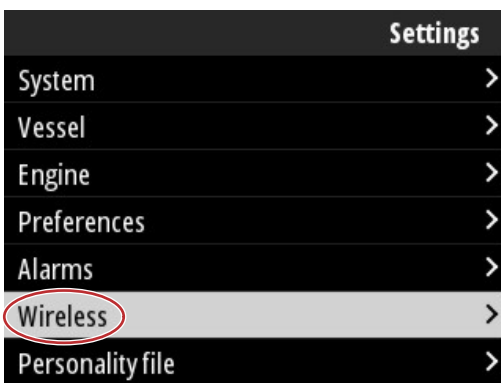 Settings
System
Vessel
Engine
Preferences
Alarms
Wireless
Personality file